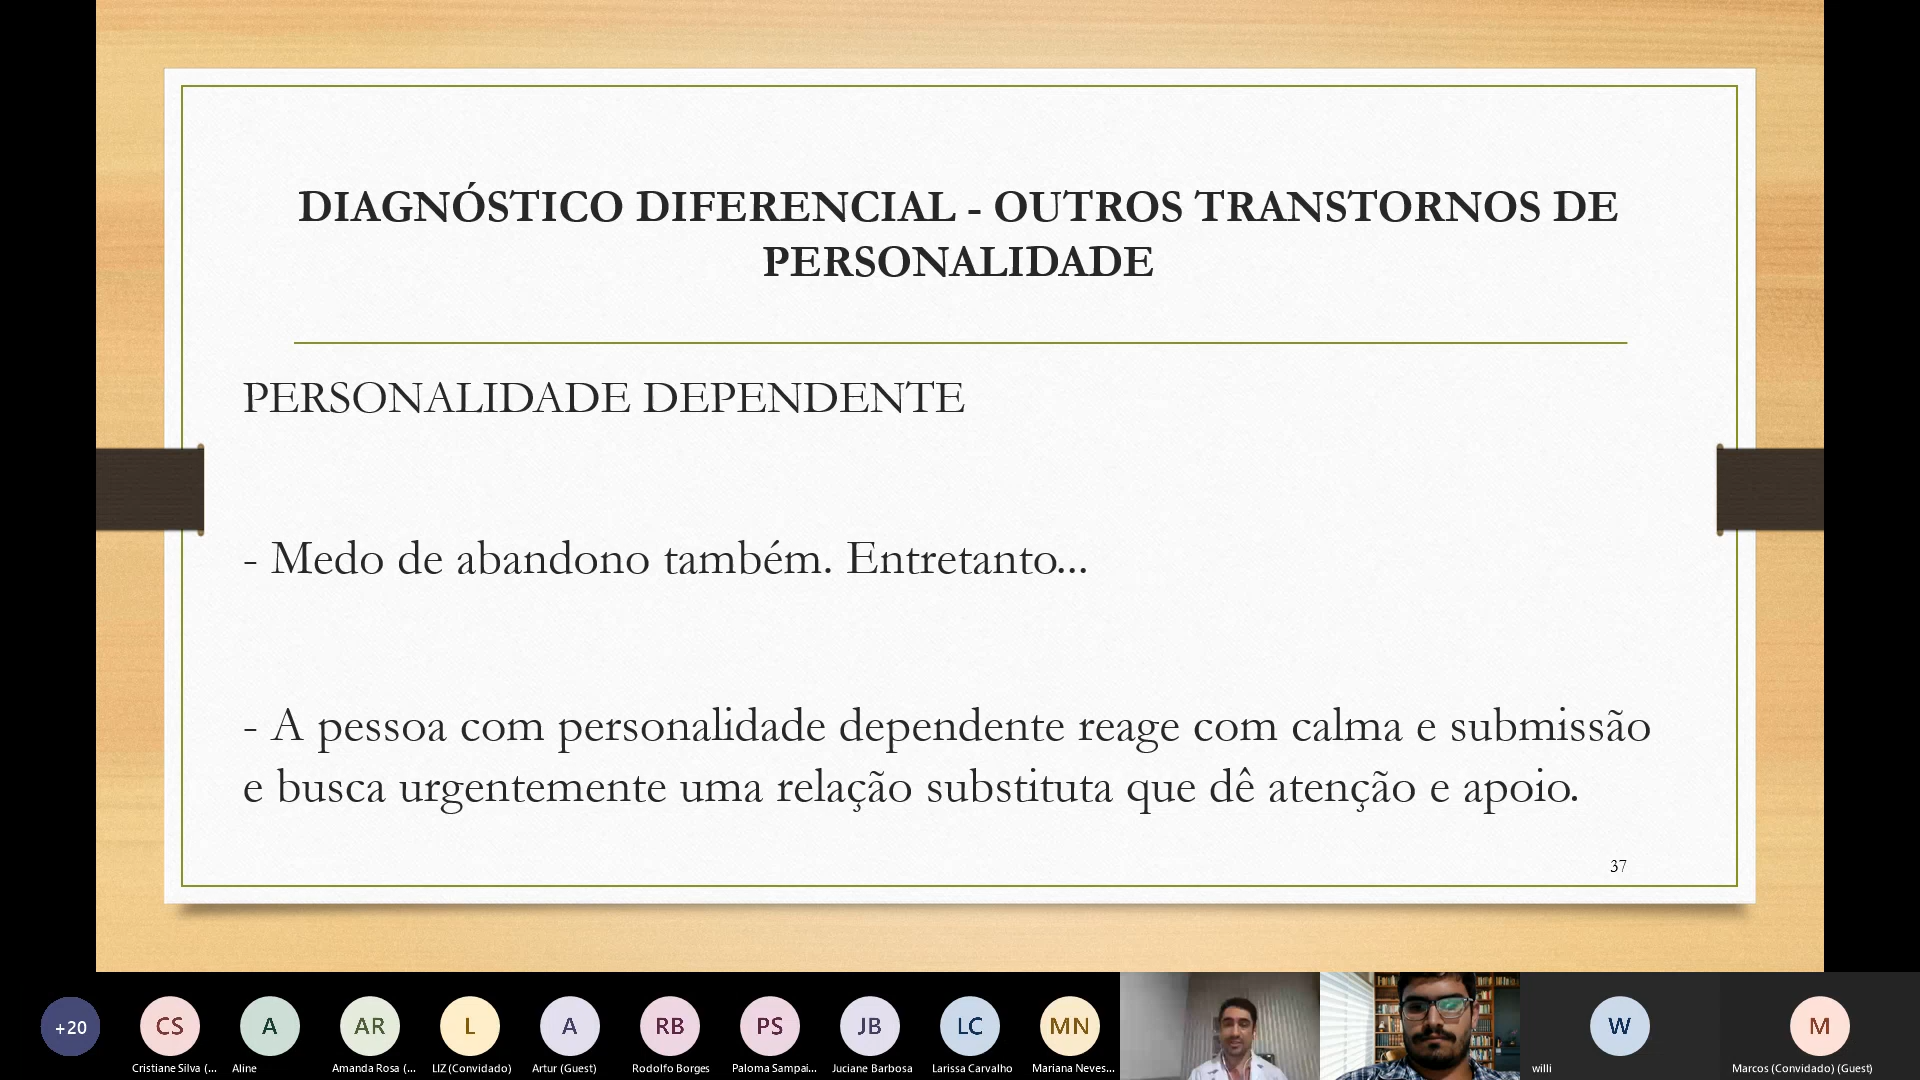 DIAGNÓSTICO DIFERENCIAL - OUTROS TRANSTORNOS DE
PERSONALIDADE
PERSONALIDADE DEPENDENTE
- Medo de abandono também. Entretanto...
- A pessoa com personalidade dependente reage com calma e submissão
e busca urgentemente uma relação substituta que dê atenção e apoio.
37
+20
CS
A
AR
L
A
RB
PS
JB
LC
MN
W
M
Cristiane Silva (...
Aline
Amanda Rosa (...
LIZ (Convidado)
Artur (Guest)
Rodolfo Borges
Paloma Sampai...
Juciane Barbosa
Larissa Carvalho
Mariana Neves...
willi
Marcos (Convidado) (Guest)